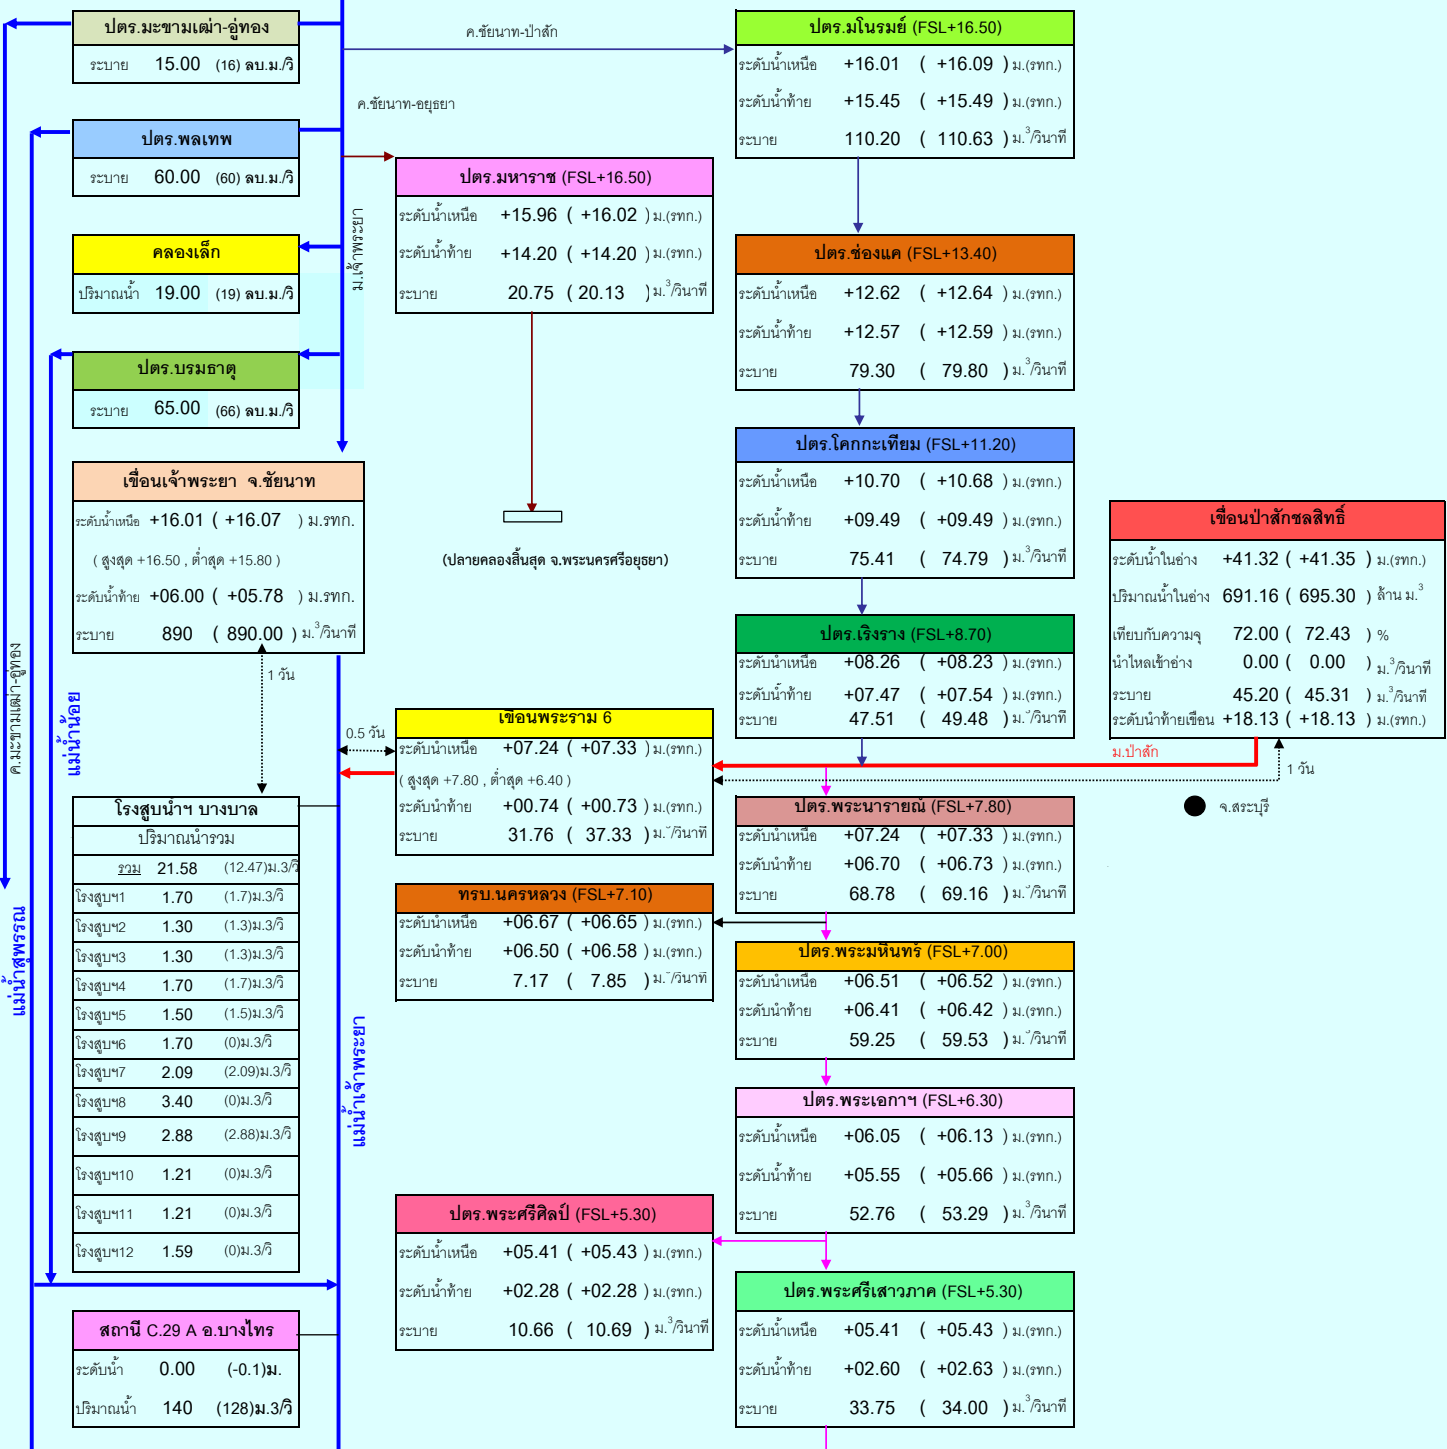 ปตร.มะขามเฒ่า-อู่ทอง
ระบาย 15.00 (16) ลบ.ม./วิ
ปตร.พลเทพ
ระบาย 60.00 (60) ลบ.ม./วิ
คลองเล็ก
ปริมาณน้ำ 19.00 (19) ลบ.ม./วิ
ปตร.บรมธาตุ
ระบาย 65.00 (66) ลบ.ม./วิ
เขื่อนเจ้าพระยา จ.ชัยนาท
ระดับน้ำเหนือ +16.01 ( +16.07 ) ม.รทก.
( สูงสุด +16.50 , ต่ำสุด +15.80 )
ระดับน้ำท้าย +06.00 ( +05.78 ) ม.รทก.
ระบาย 890 ( 890.00 ) ม.3/วินาที
1 วัน
โรงสูบน้ำฯ บางบาล
ปริมาณน้ำรวม
รวม 21.58 (12.47)ม.3/วิ
โรงสูบฯ1 1.70 (1.7)ม.3/วิ
โรงสูบฯ2 1.30 (1.3)ม.3/วิ
โรงสูบฯ3 1.30 (1.3)ม.3/วิ
โรงสูบฯ4 1.70 (1.7)ม.3/วิ
โรงสูบฯ5 1.50 (1.5)ม.3/วิ
โรงสูบฯ6 1.70 (0)ม.3/วิ
โรงสูบฯ7 2.09 (2.09)ม.3/วิ
โรงสูบฯ8 3.40 (0)ม.3/วิ
โรงสูบฯ9 2.88 (2.88)ม.3/วิ
โรงสูบฯ10 1.21 (0)ม.3/วิ
โรงสูบฯ11 1.21 (0)ม.3/วิ
โรงสูบฯ12 1.59 (0)ม.3/วิ
สถานี C.29 A อ.บางไทร
ระดับน้ำ 0.00 (-0.1)ม.
ปริมาณน้ำ 140 (128)ม.3/วิ
ค.มะขามเฒ่า-อู่ทอง
แม่น้ำสุพรรณ
แม่น้ำน้อย
ม.เจ้าพระยา
แม่น้ำเจ้าพระยา
ค.ชัยนาท-ป่าสัก
ค.ชัยนาท-อยุธยา
ปตร.มหาราช (FSL+16.50)
ระดับน้ำเหนือ +15.96 ( +16.02 ) ม.(รทก.)
ระดับน้ำท้าย +14.20 ( +14.20 ) ม.(รทก.)
ระบาย 20.75 ( 20.13 ) ม.3/วินาที
(ปลายคลองสิ้นสุด จ.พระนครศรีอยุธยา)
0.5 วัน
เขื่อนพระราม 6
ระดับน้ำเหนือ +07.24 ( +07.33 ) ม.(รทก.)
( สูงสุด +7.80 , ต่ำสุด +6.40 )
ระดับน้ำท้าย +00.74 ( +00.73 ) ม.(รทก.)
ระบาย 31.76 ( 37.33 ) ม.3/วินาที
ทรบ.นครหลวง (FSL+7.10)
ระดับน้ำเหนือ +06.67 ( +06.65 ) ม.(รทก.)
ระดับน้ำท้าย +06.50 ( +06.58 ) ม.(รทก.)
ระบาย 7.17 ( 7.85 ) ม.3/วินาที
ปตร.พระศรีศิลป์ (FSL+5.30)
ระดับน้ำเหนือ +05.41 ( +05.43 ) ม.(รทก.)
ระดับน้ำท้าย +02.28 ( +02.28 ) ม.(รทก.)
ระบาย 10.66 ( 10.69 ) ม.3/วินาที
ปตร.มโนรมย์ (FSL+16.50)
ระดับน้ำเหนือ +16.01 ( +16.09 ) ม.(รทก.)
ระดับน้ำท้าย +15.45 ( +15.49 ) ม.(รทก.)
ระบาย 110.20 ( 110.63 ) ม.3/วินาที
ปตร.ช่องแค (FSL+13.40)
ระดับน้ำเหนือ +12.62 ( +12.64 ) ม.(รทก.)
ระดับน้ำท้าย +12.57 ( +12.59 ) ม.(รทก.)
ระบาย 79.30 ( 79.80 ) ม.3/วินาที
ปตร.โคกกะเทียม (FSL+11.20)
ระดับน้ำเหนือ +10.70 ( +10.68 ) ม.(รทก.)
ระดับน้ำท้าย +09.49 ( +09.49 ) ม.(รทก.)
ระบาย 75.41 ( 74.79 ) ม.3/วินาที
ปตร.เริงราง (FSL+8.70)
ระดับน้ำเหนือ +08.26 ( +08.23 ) ม.(รทก.)
ระดับน้ำท้าย +07.47 ( +07.54 ) ม.(รทก.)
ระบาย 47.51 ( 49.48 ) ม.3/วินาที
ปตร.พระนารายณ์ (FSL+7.80)
ระดับน้ำเหนือ +07.24 ( +07.33 ) ม.(รทก.)
ระดับน้ำท้าย +06.70 ( +06.73 ) ม.(รทก.)
ระบาย 68.78 ( 69.16 ) ม.3/วินาที
ปตร.พระมหินทร์ (FSL+7.00)
ระดับน้ำเหนือ +06.51 ( +06.52 ) ม.(รทก.)
ระดับน้ำท้าย +06.41 ( +06.42 ) ม.(รทก.)
ระบาย 59.25 ( 59.53 ) ม.3/วินาที
ปตร.พระเอกาฯ (FSL+6.30)
ระดับน้ำเหนือ +06.05 ( +06.13 ) ม.(รทก.)
ระดับน้ำท้าย +05.55 ( +05.66 ) ม.(รทก.)
ระบาย 52.76 ( 53.29 ) ม.3/วินาที
ปตร.พระศรีเสาวภาค (FSL+5.30)
ระดับน้ำเหนือ +05.41 ( +05.43 ) ม.(รทก.)
ระดับน้ำท้าย +02.60 ( +02.63 ) ม.(รทก.)
ระบาย 33.75 ( 34.00 ) ม.3/วินาที
เขื่อนป่าสักชลสิทธิ์
ระดับน้ำในอ่าง +41.32 ( +41.35 ) ม.(รทก.)
ปริมาณน้ำในอ่าง 691.16 ( 695.30 ) ล้าน ม.3
เทียบกับความจุ 72.00 ( 72.43 ) %
น้ำไหลเข้าอ่าง 0.00 ( 0.00 ) ม.3/วินาที
ระบาย 45.20 ( 45.31 ) ม.3/วินาที
ระดับน้ำท้ายเขื่อน +18.13 ( +18.13 ) ม.(รทก.)
ม.ป่าสัก
1 วัน
จ.สระบุรี